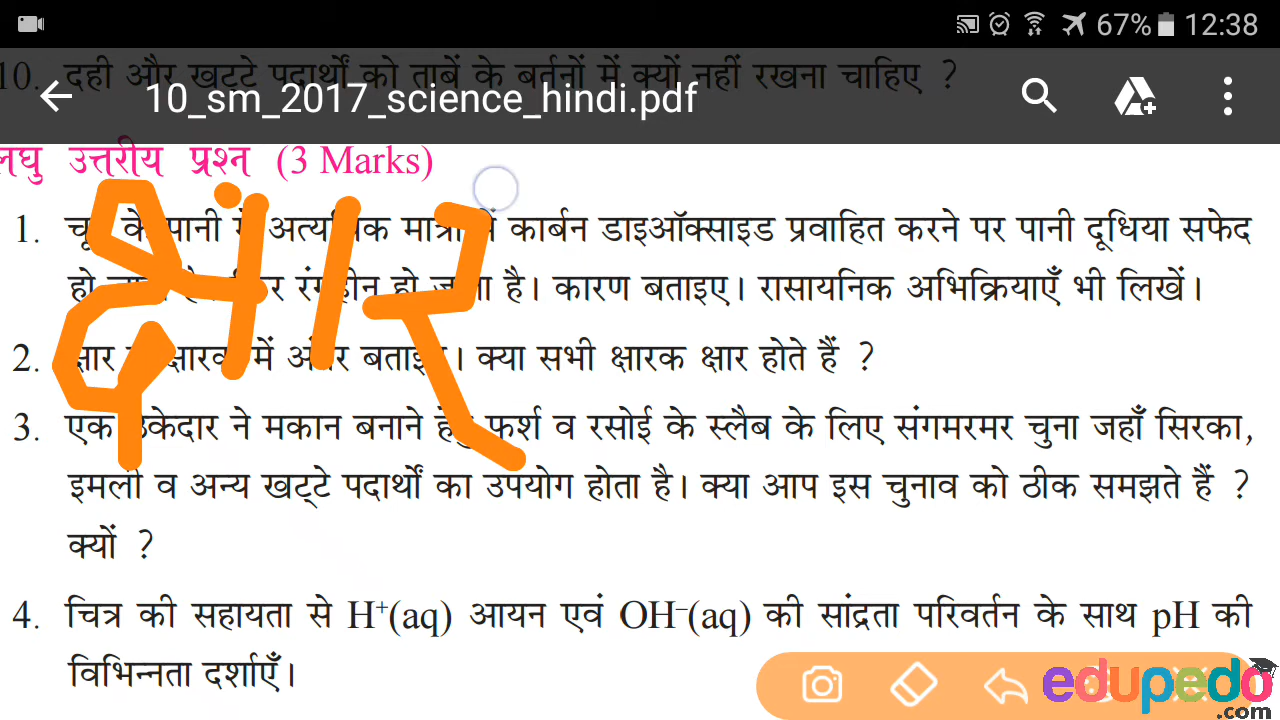 67% 12:38
10. दही और खट्टे पदार्थों को ताबें के बर्तनों में क्यों नहीं रखना चाहिए ?
10_sm_2017_science_hindi.pdf
लघु उत्तरीय प्रश्न (3 Marks)
1. के पानी में अत्यधिक मात्रा में कार्बन डाइऑक्साइड प्रवाहित करने पर पानी दूधिया सफेद
हो रंगहीन हो जाता है। कारण बताइए। रासायनिक अभिक्रियाएँ भी लिखें।
2. क्षार क्षारक में अंतर बताइए। क्या सभी क्षारक क्षार होते हैं ?
3. एक ठेकेदार ने मकान बनाने हेतु फर्श व रसोई के स्लैब के लिए संगमरमर चुना जहाँ सिरका,
इमली व अन्य खट्टे पदार्थों का उपयोग होता है। क्या आप इस चुनाव को ठीक समझते हैं ?
क्यों ?
4. चित्र की सहायता से H⁺(aq) आयन एवं OH⁻(aq) की सांद्रता परिवर्तन के साथ pH की
विभिन्नता दर्शाएँ।
edupedo
.com